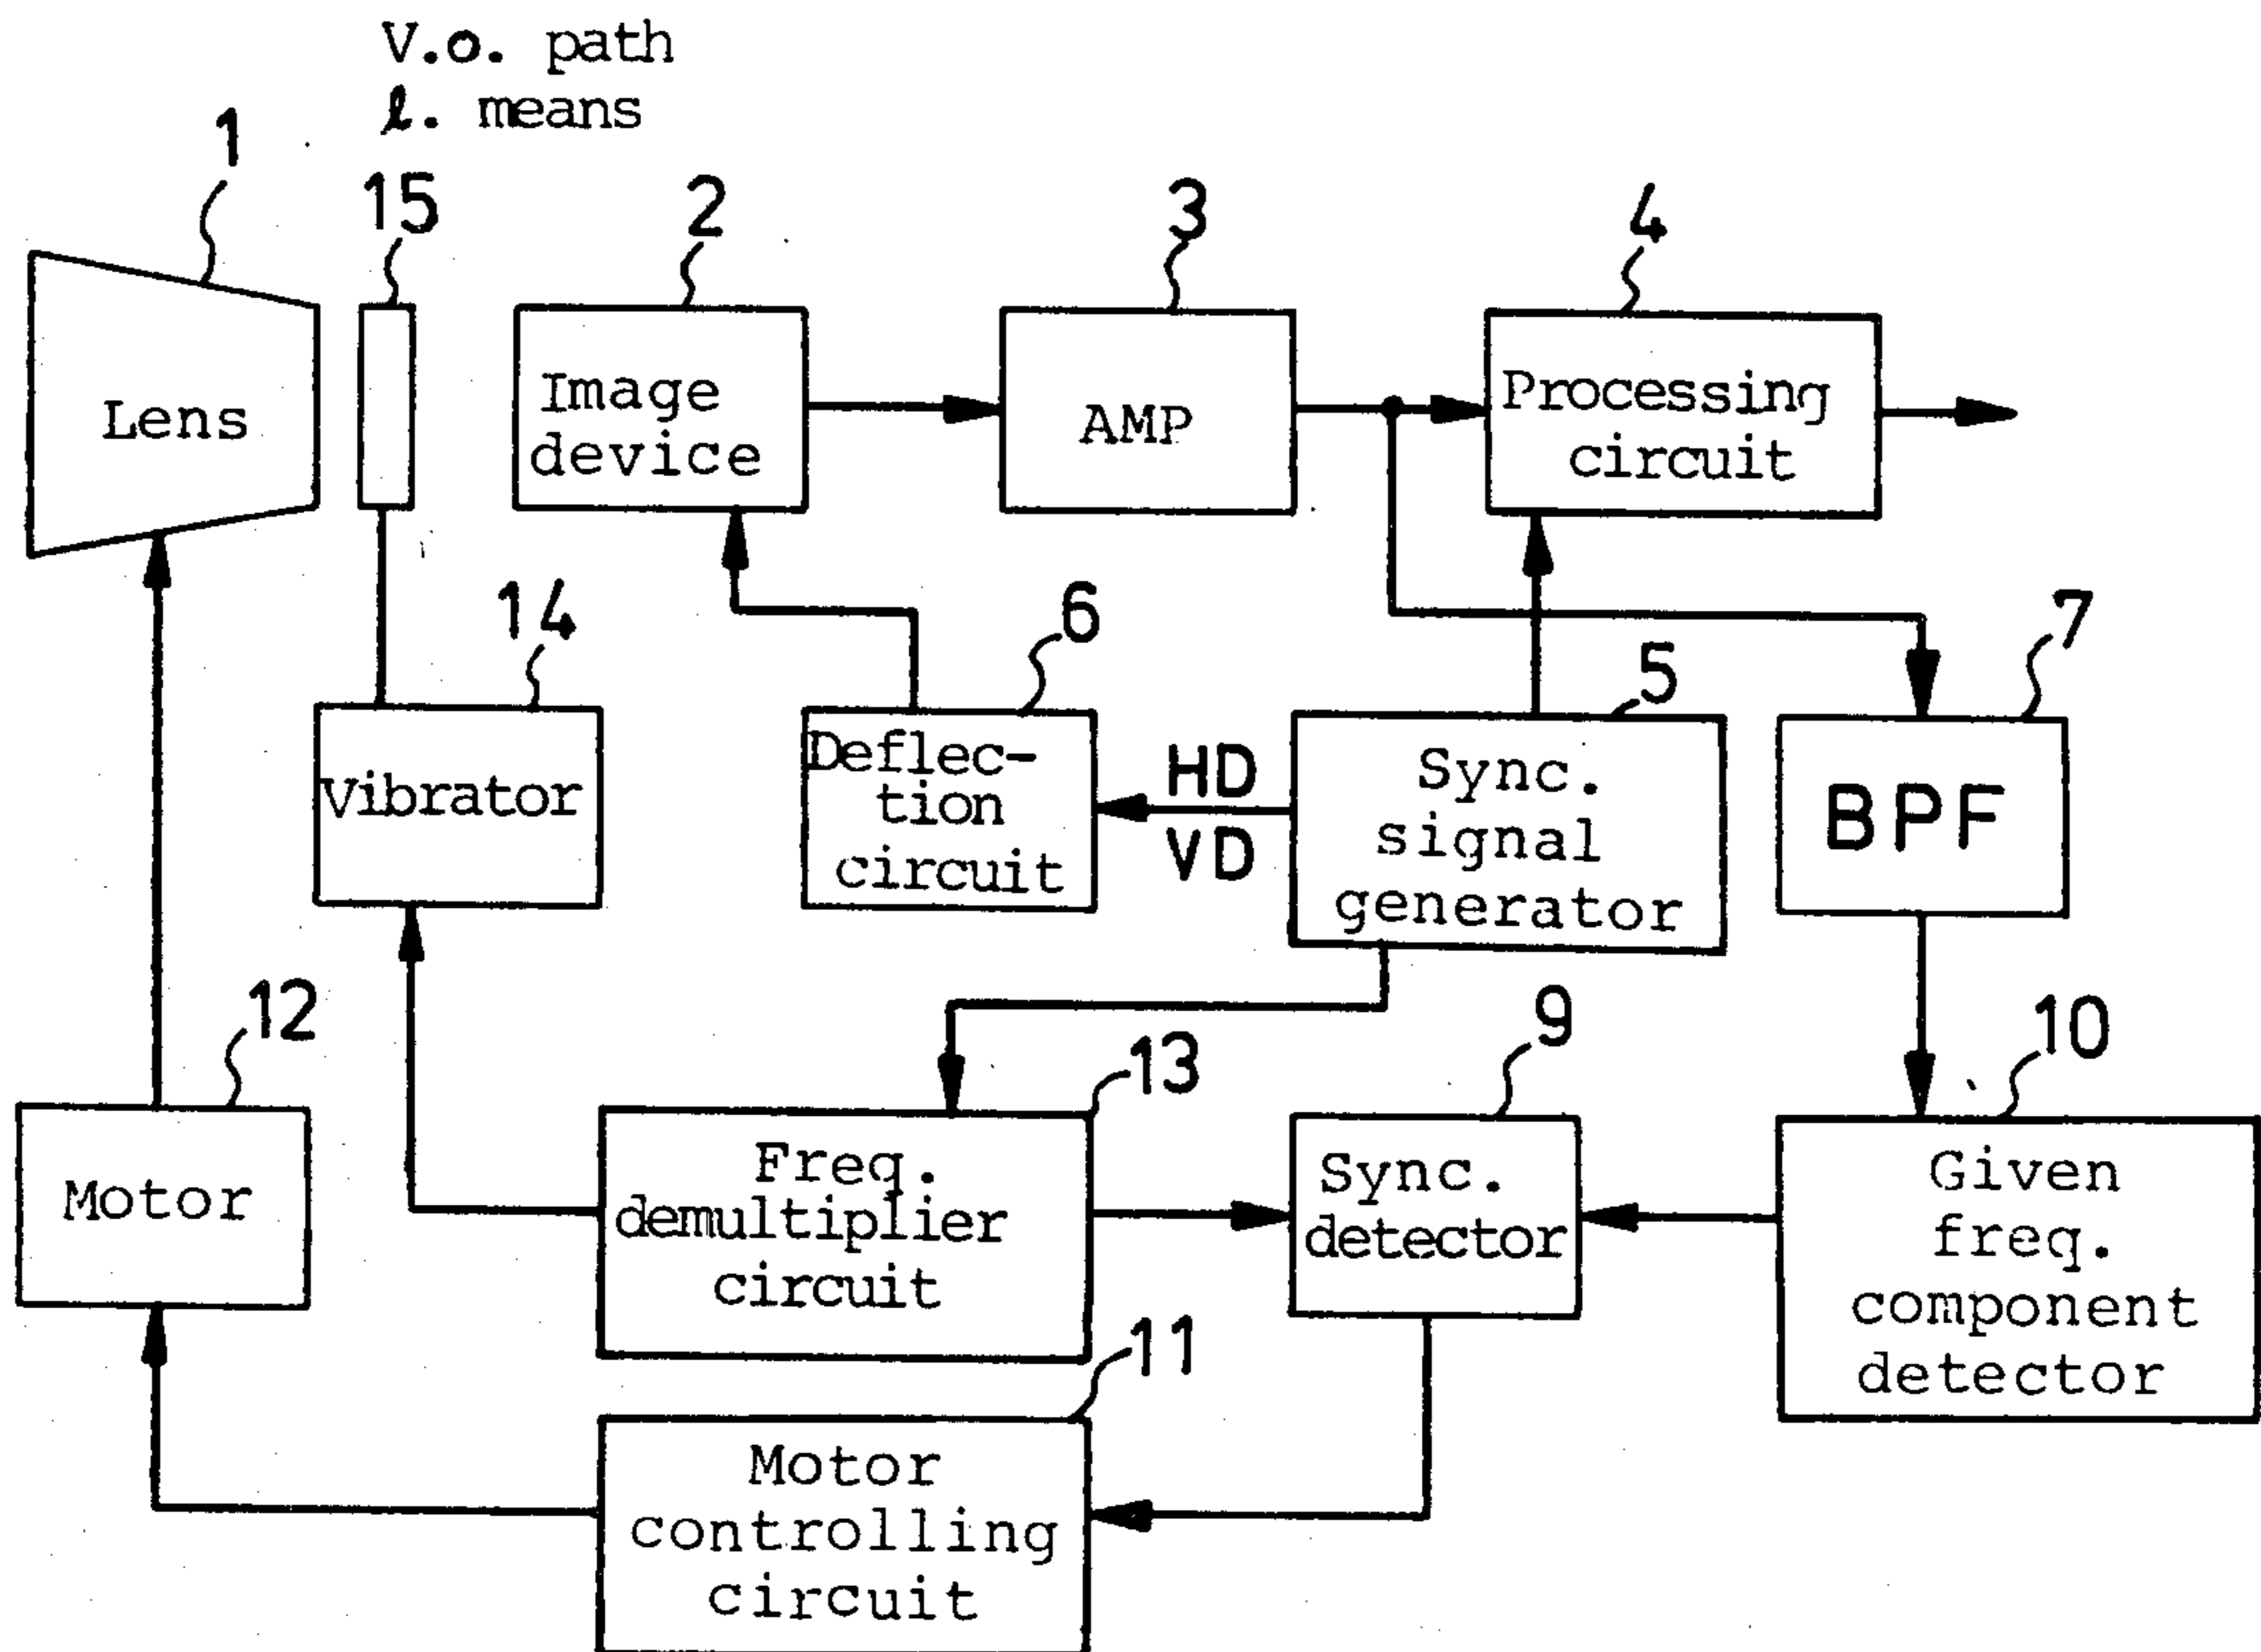 V.o. path
ℓ. means
1
15
2
3
4
Lens
Image
device
AMP
Processing
circuit
14
6
5
7
Vibrator
Deflec-
tion
circuit
HD
VD
Sync.
signal
generator
BPF
12
13
9
10
Motor
Freq.
demultiplier
circuit
Sync.
detector
Given
freq.
component
detector
11
Motor
controlling
circuit